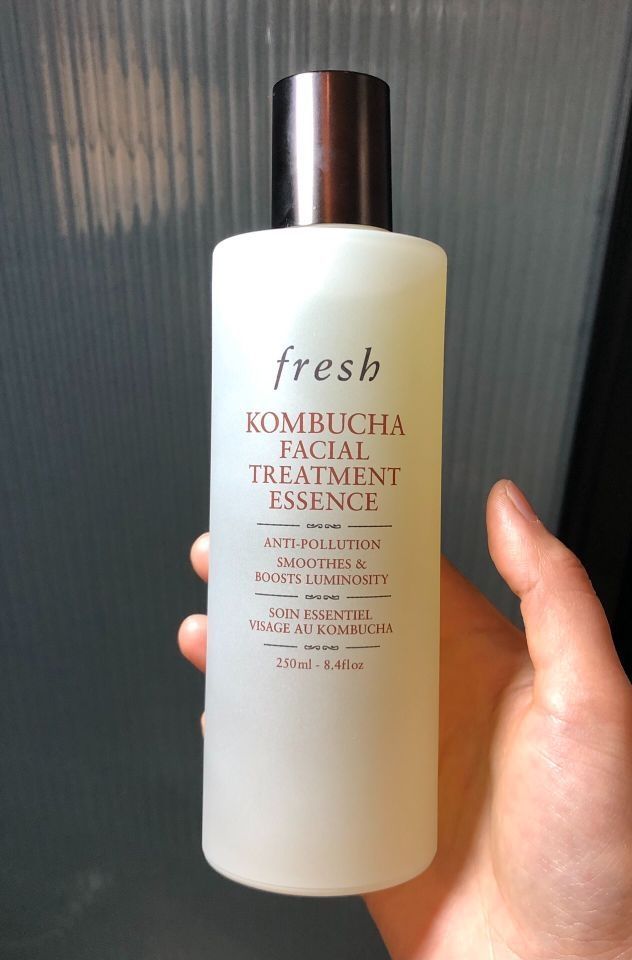 fresh
KOMBUCHA
FACIAL
TREATMENT
ESSENCE
ANTI-POLLUTION
SMOOTHES &
BOOSTS LUMINOSITY
SOIN ESSENTIEL
VISAGE AU KOMBUCHA
250ml - 8.4floz